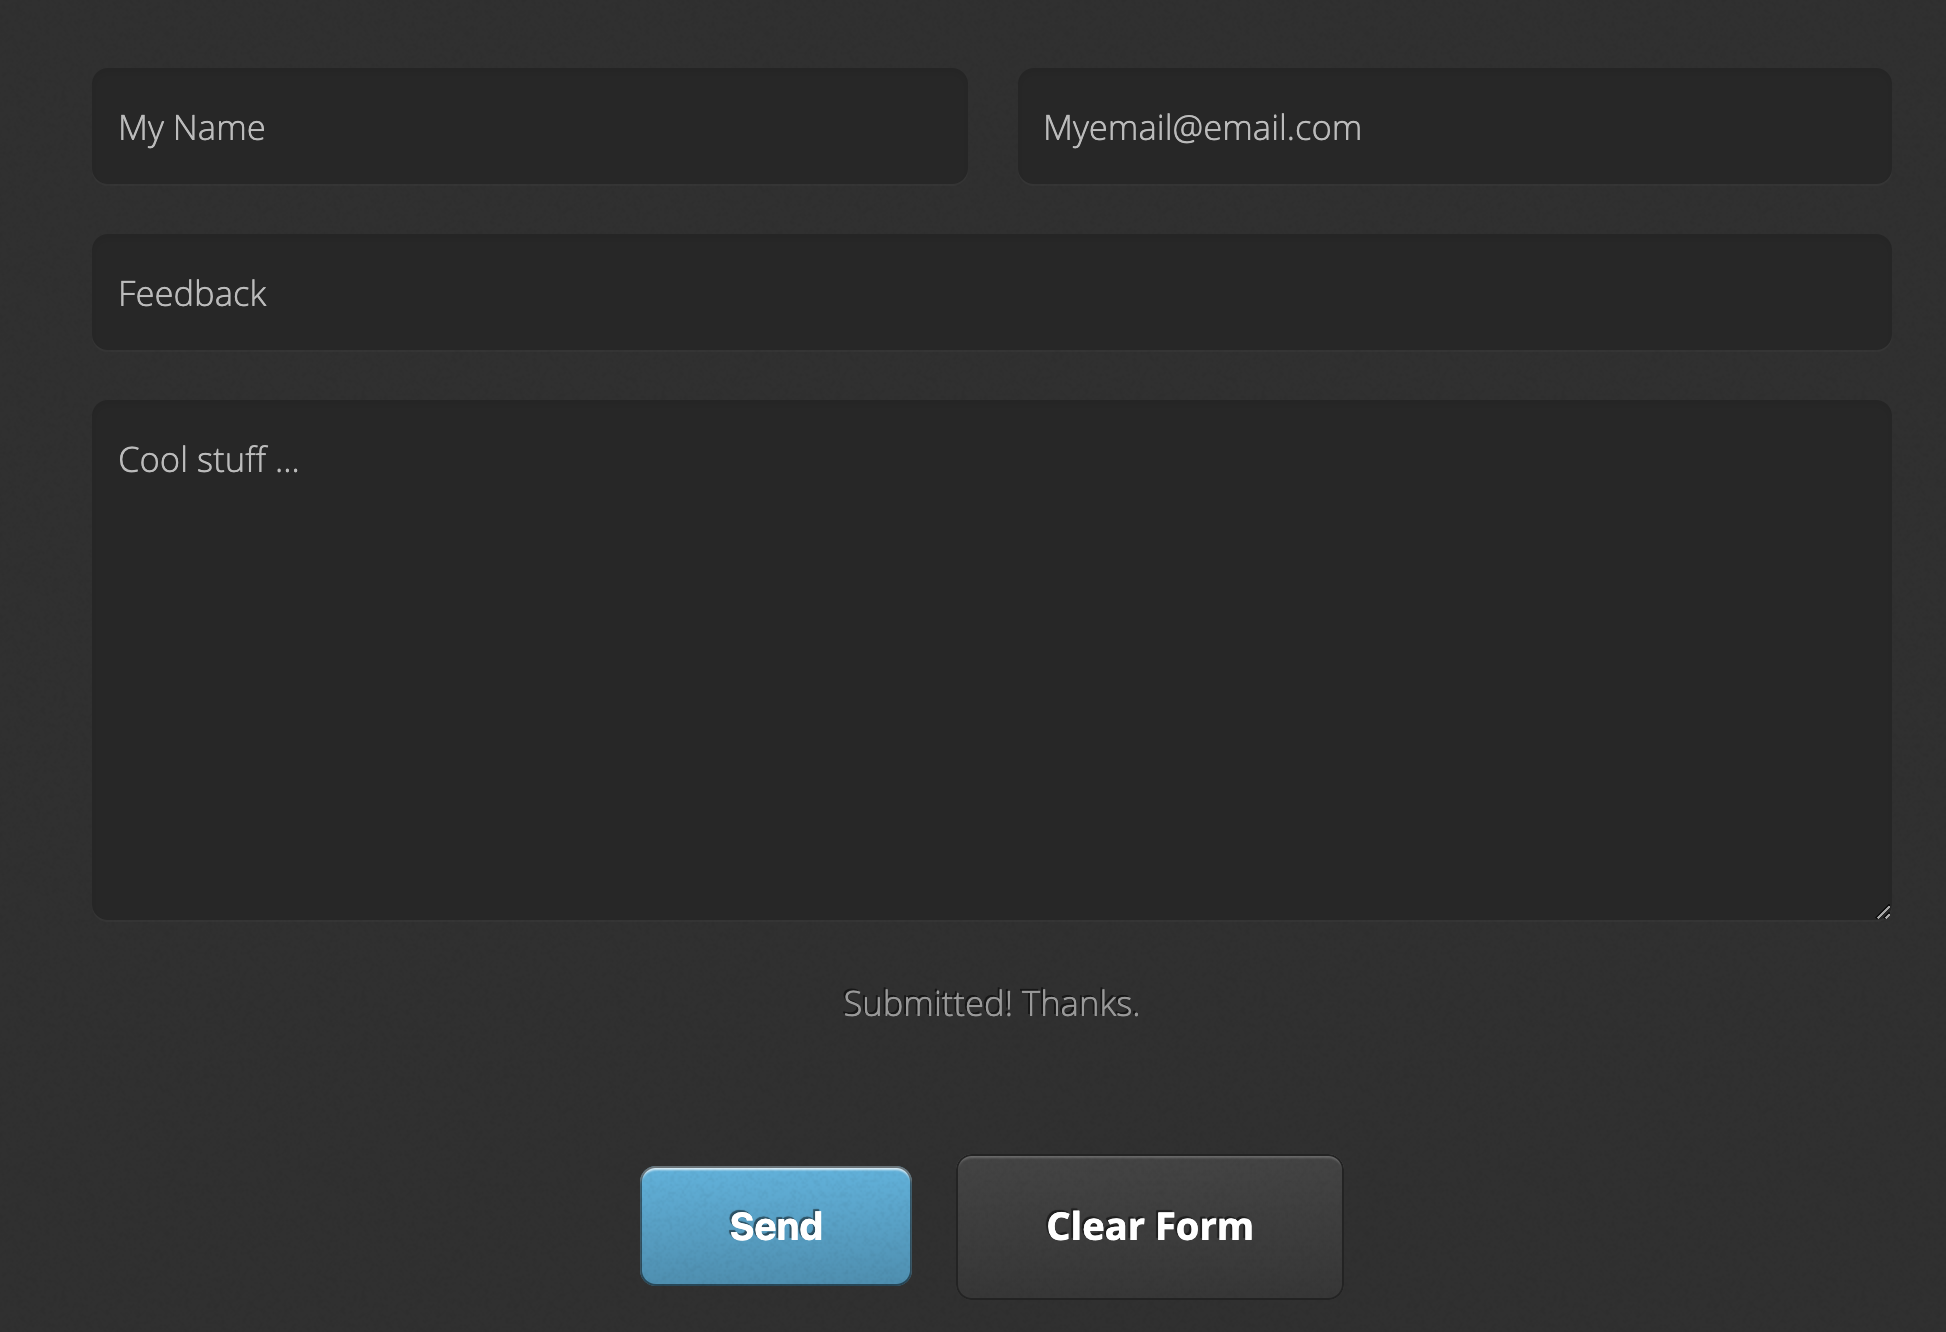 My Name
Myemail@email.com
Feedback
Cool stuff ...
Submitted! Thanks.
Send
Clear Form